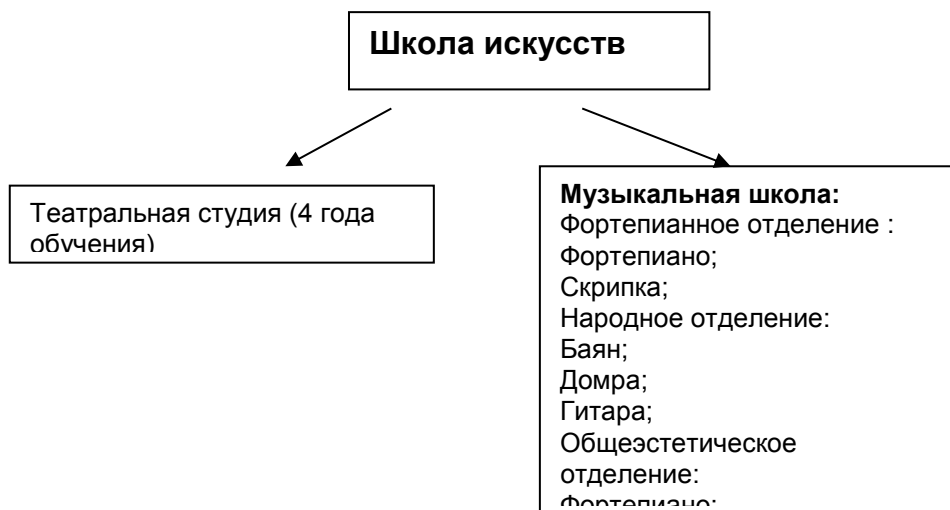 Школа искусств
Театральная студия (4 года
обучения)
Музыкальная школа:
Фортепианное отделение :
Фортепиано;
Скрипка;
Народное отделение:
Баян;
Домра;
Гитара;
Общеэстетическое
отделение:
Фортепиано;